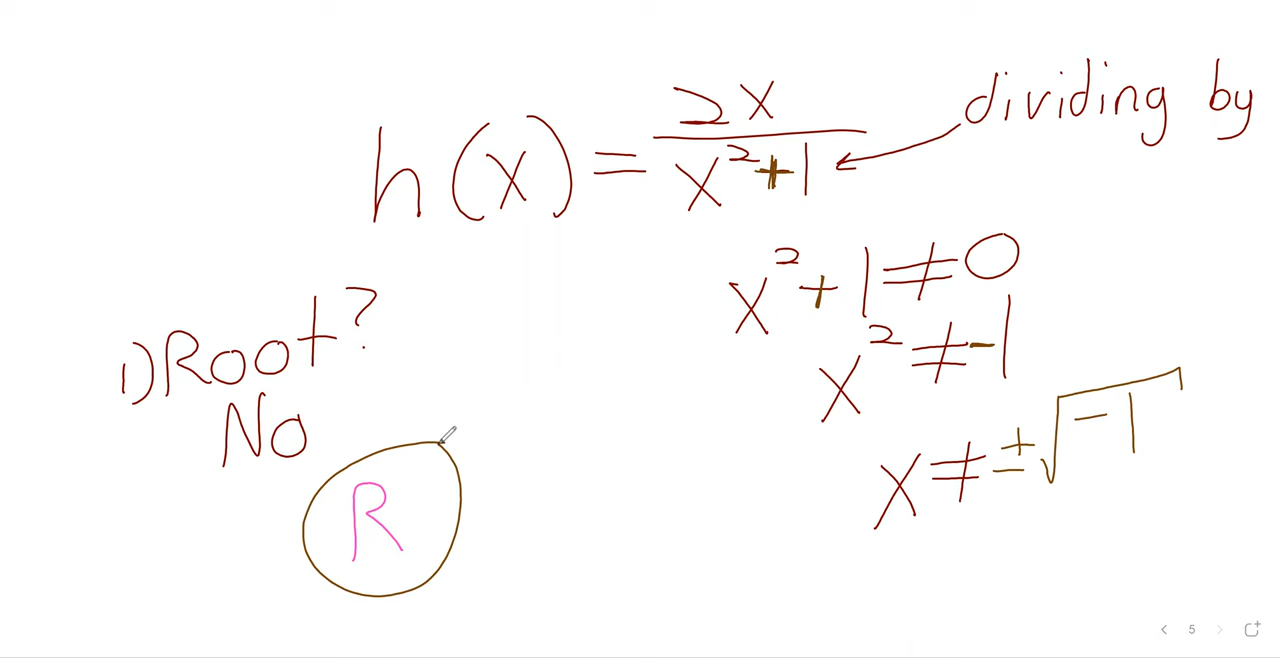 h(x) = 2x / x² + 1 ← dividing by
x² + 1 ≠ 0
x² ≠ -1
x ≠ ± √-1
1) Root?
No
R
5